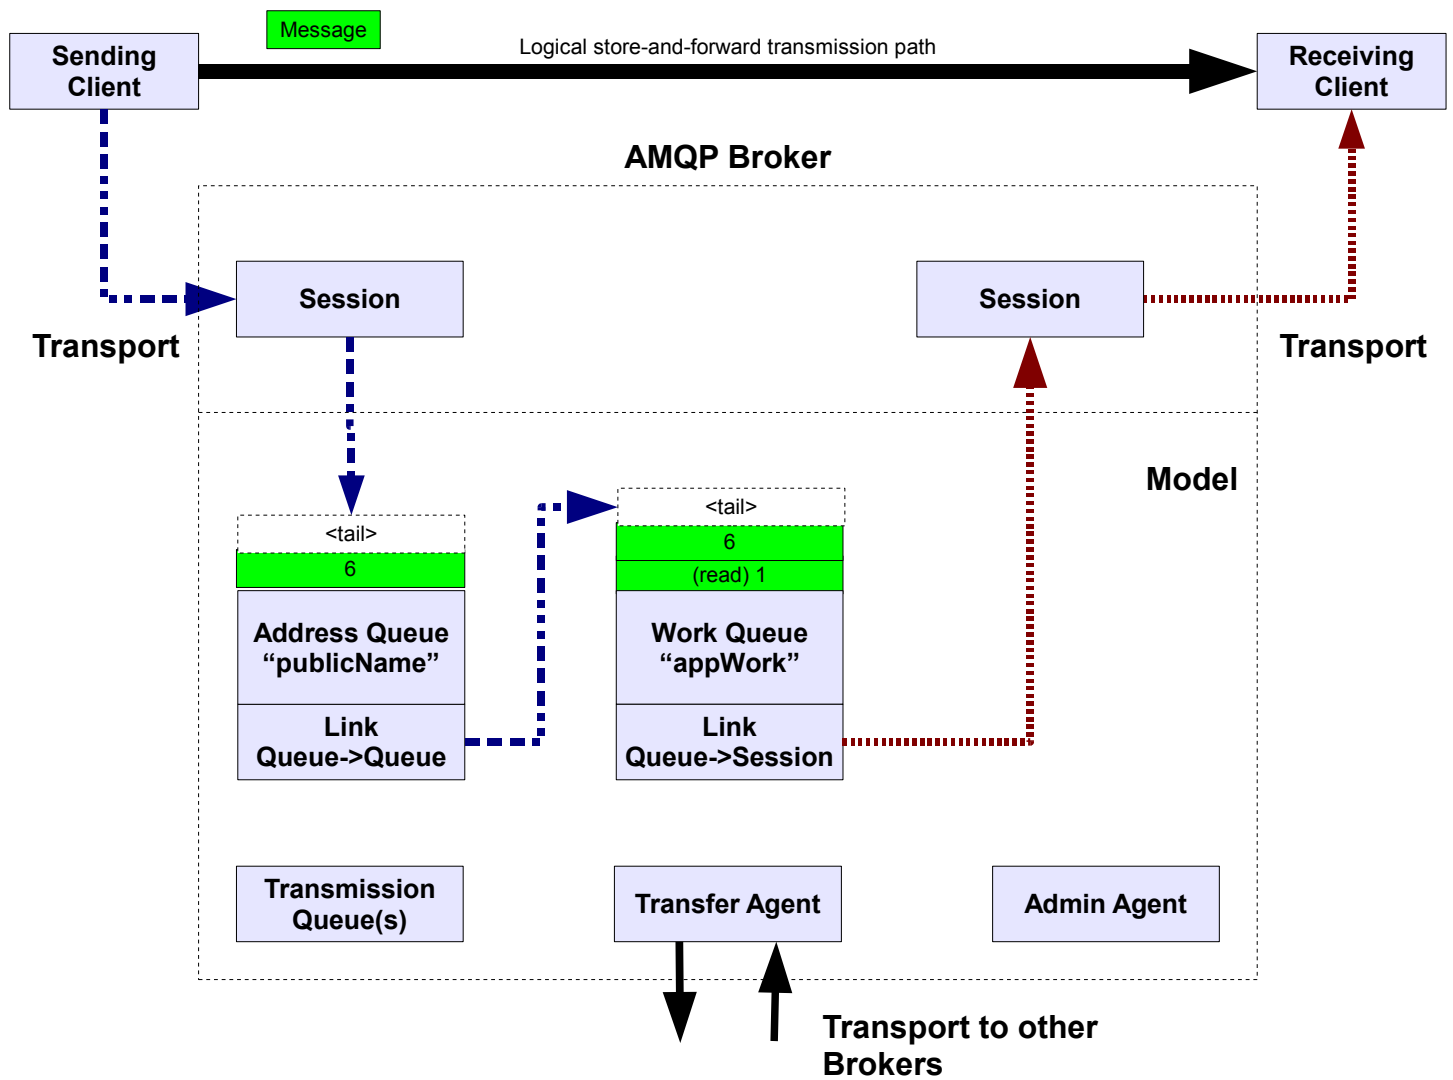 Message
Logical store-and-forward transmission path
Sending
Client
Receiving
Client
AMQP Broker
Session
Session
Transport
Transport
Model
<tail>
6
<tail>
6
(read) 1
Address Queue
“publicName”
Work Queue
“appWork”
Link
Queue->Queue
Link
Queue->Session
Transmission
Queue(s)
Transfer Agent
Admin Agent
Transport to other
Brokers